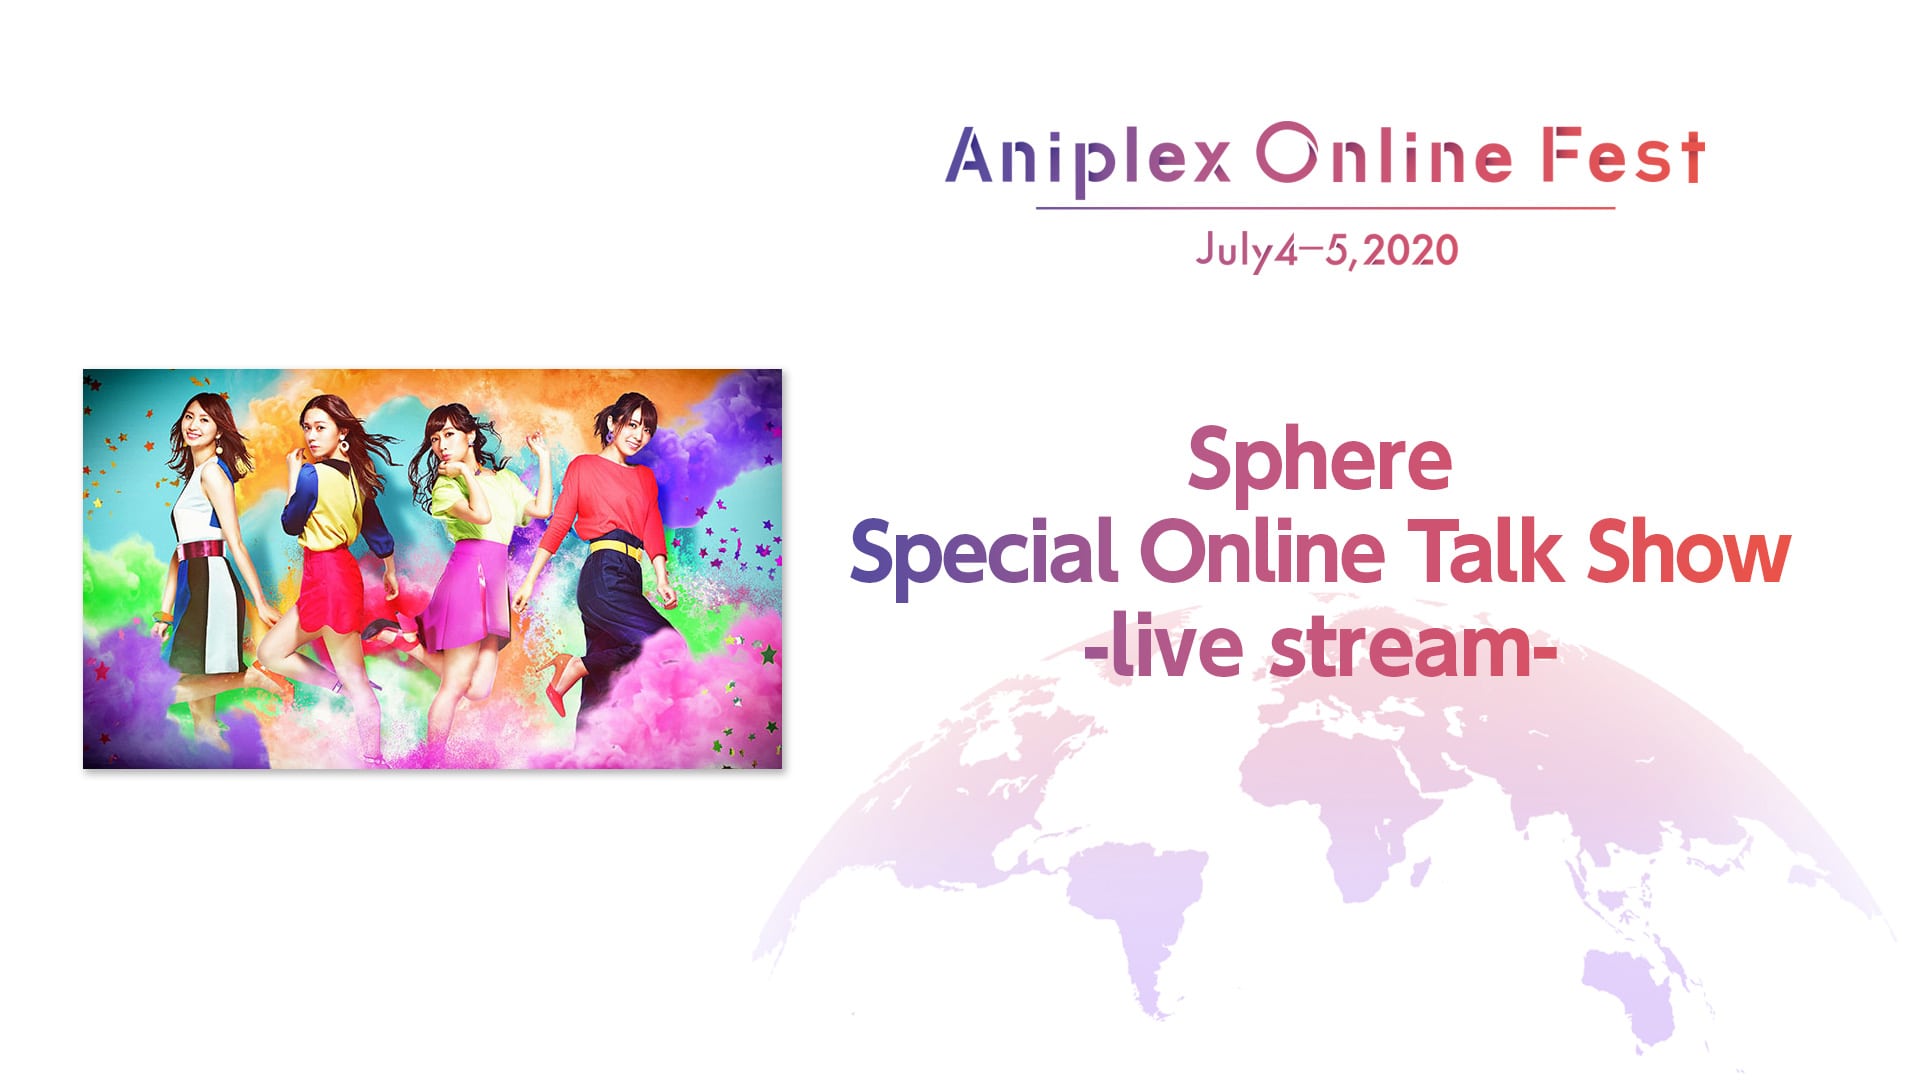 Aniplex Online Fest
July4–5,2020
Sphere
Special Online Talk Show
-live stream-